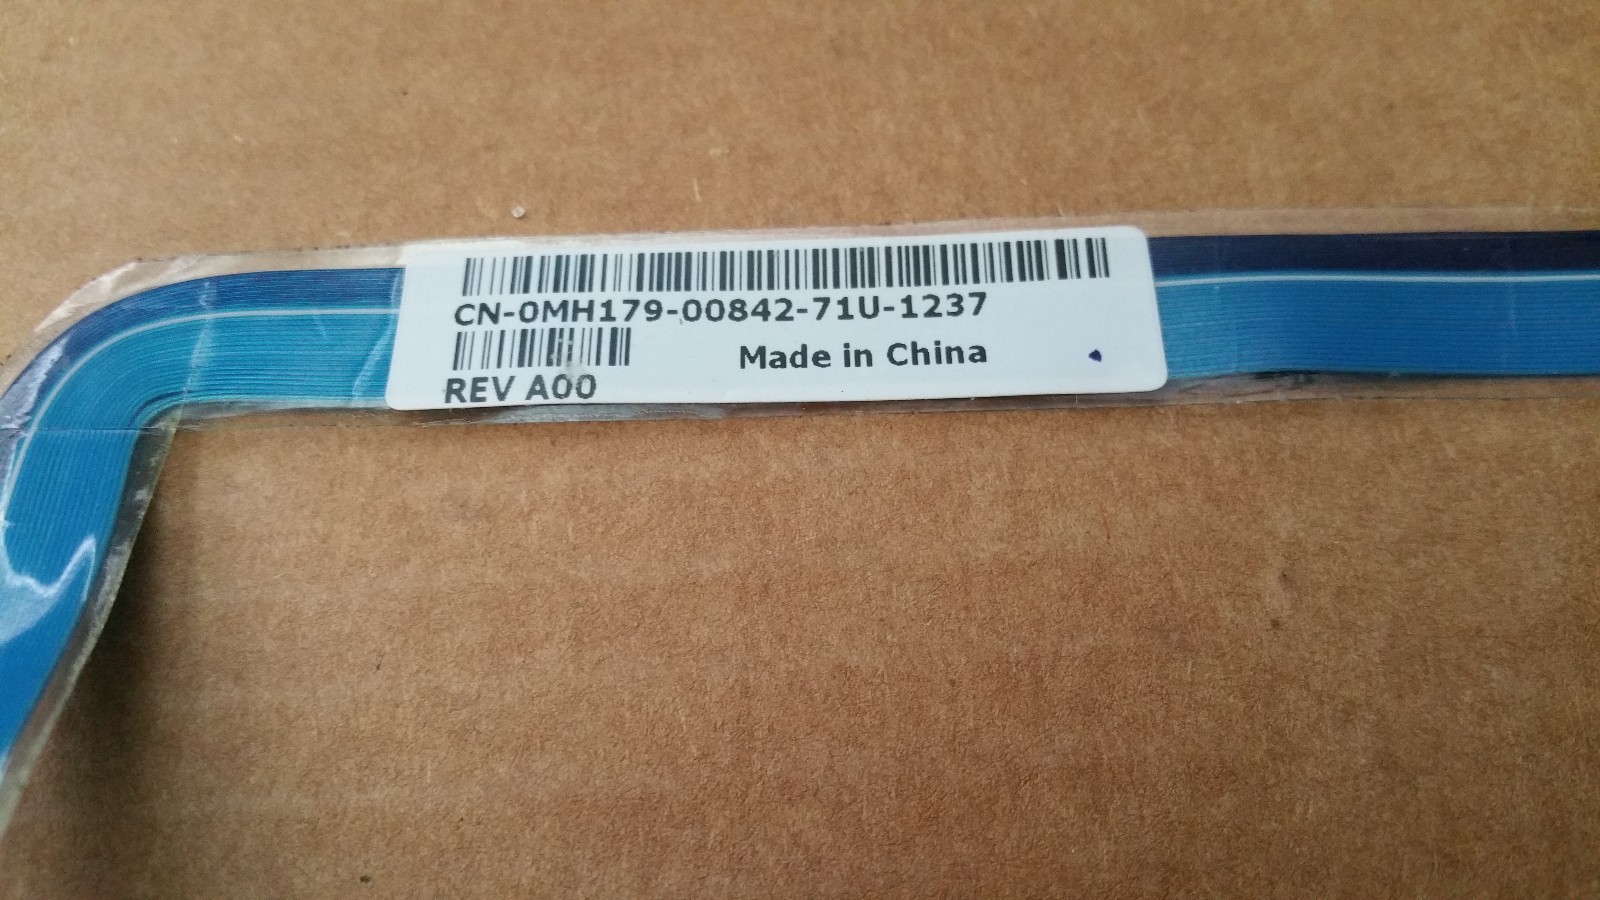 CN-0MH179-00842-71U-1237
Made in China
REV A00